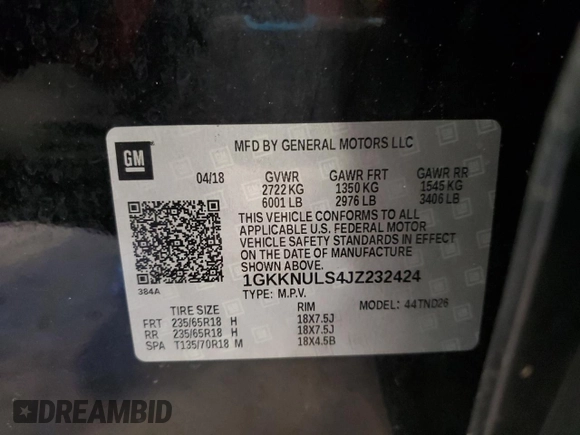 GM
MFD BY GENERAL MOTORS LLC
04/18 GVWR GAWR FRT GAWR RR
2722 KG 1350 KG 1545 KG
6001 LB 2976 LB 3406 LB
THIS VEHICLE CONFORMS TO ALL
APPLICABLE U.S. FEDERAL MOTOR
VEHICLE SAFETY STANDARDS IN EFFECT
ON THE DATE OF MANUFACTURE
SHOWN ABOVE.
384A 1GKKNULS4JZ232424
TYPE: M.P.V. MODEL: 44TND26
TIRE SIZE RIM
FRT 235/65R18 H 18X7.5J
RR 235/65R18 H 18X7.5J
SPA T135/70R18 M 18X4.5B
DREAMBID